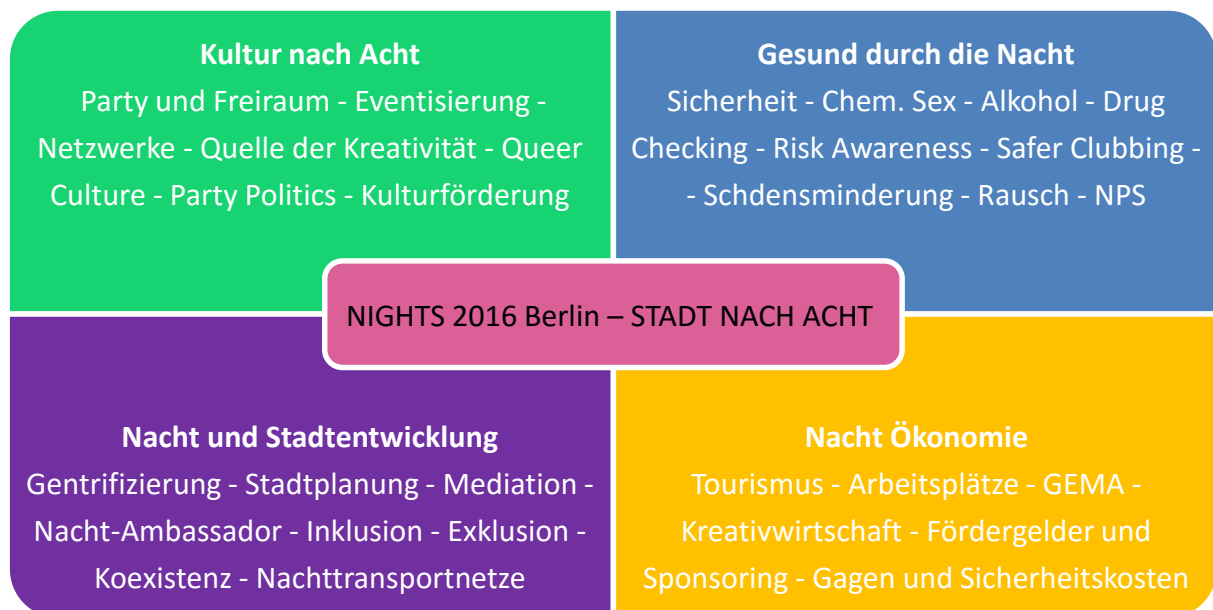 Kultur nach Acht
Party und Freiraum - Eventisierung -
Netzwerke - Quelle der Kreativität - Queer
Culture - Party Politics - Kulturförderung
Gesund durch die Nacht
Sicherheit - Chem. Sex - Alkohol - Drug
Checking - Risk Awareness - Safer Clubbing -
- Schdensminderung - Rausch - NPS
NIGHTS 2016 Berlin – STADT NACH ACHT
Nacht und Stadtentwicklung
Gentrifizierung - Stadtplanung - Mediation -
Nacht-Ambassador - Inklusion - Exklusion -
Koexistenz - Nachttransportnetze
Nacht Ökonomie
Tourismus - Arbeitsplätze - GEMA -
Kreativwirtschaft - Fördergelder und
Sponsoring - Gagen und Sicherheitskosten